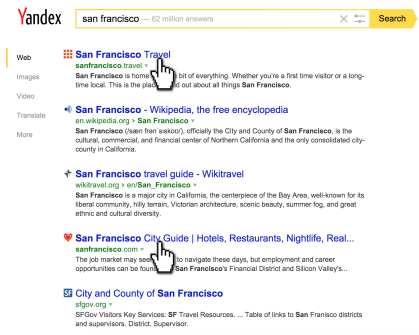 Yandex
san francisco — 62 million answers
Search
Web
Images
Video
Translate
More
San Francisco Travel
sanfrancisco.travel
San Francisco is home bit of everything. Whether you're a first time visitor or a long-
time local. This is the place find out about all things San Francisco.
San Francisco - Wikipedia, the free encyclopedia
en.wikipedia.org › San Francisco
San Francisco (/sæn frənˈsɪskoʊ/), officially the City and County of San Francisco, is the
cultural, commercial, and financial center of Northern California and the only consolidated city-
county in California.
San Francisco travel guide - Wikitravel
wikitravel.org › en/San_Francisco
San Francisco is a major city in California, the centerpiece of the Bay Area, well-known for its
liberal community, hilly terrain, Victorian architecture, scenic beauty, summer fog, and great
ethnic and cultural diversity.
San Francisco City Guide | Hotels, Restaurants, Nightlife, Real...
sanfrancisco.com
The job market may seem to navigate these days, but employment and career
opportunities can be found San Francisco's Financial District and Silicon Valley's...
City and County of San Francisco
sfgov.org
SFGov Visitors Key Services: SF Travel Resources. ... Table of links to San Franisco districts
and supervisors. District. Supervisor.